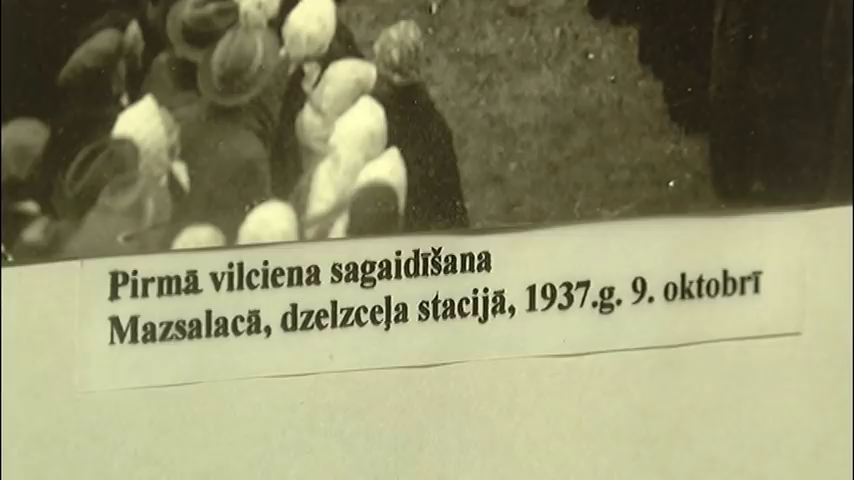 Pirmā vilciena sagaidīšana
Mazsalacā, dzelzceļa stacijā, 1937.g. 9. oktobrī